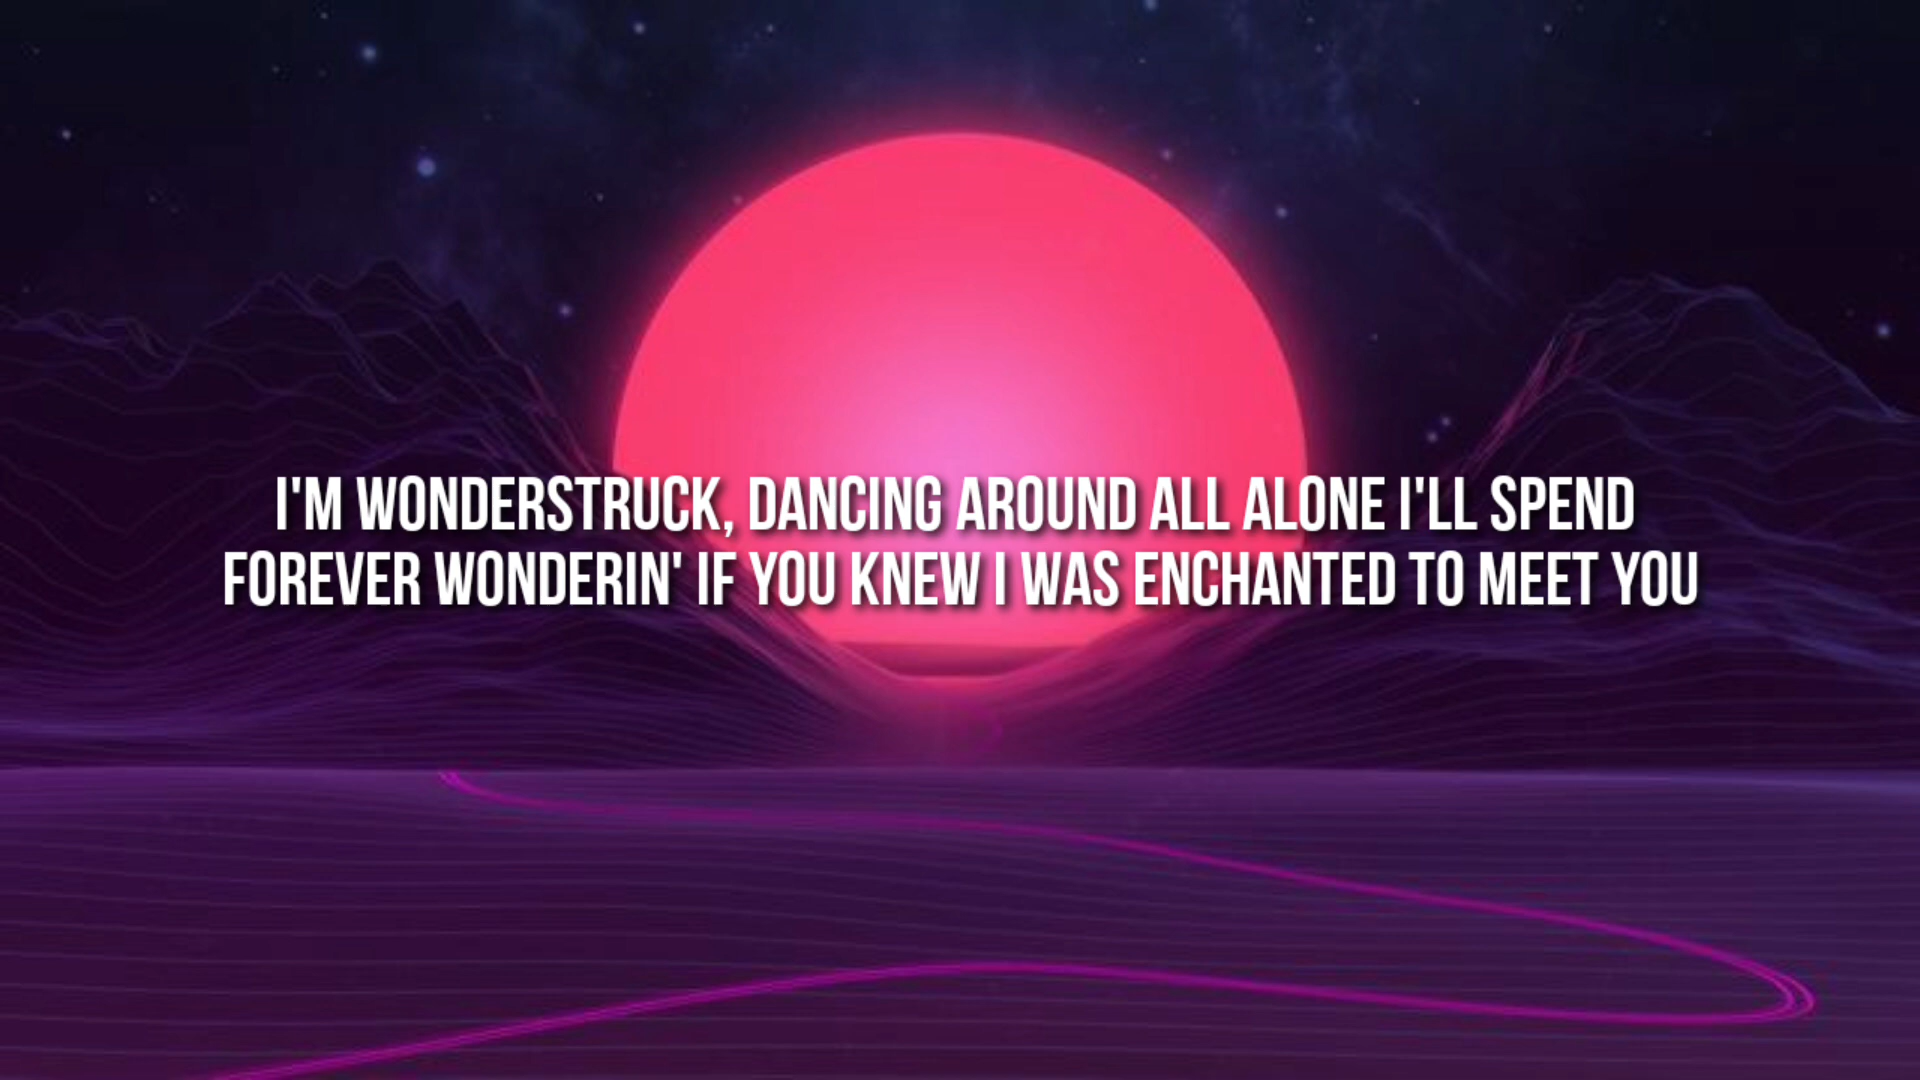 I'M WONDERSTRUCK, DANCING AROUND ALL ALONE I'LL SPEND
FOREVER WONDERIN' IF YOU KNEW I WAS ENCHANTED TO MEET YOU